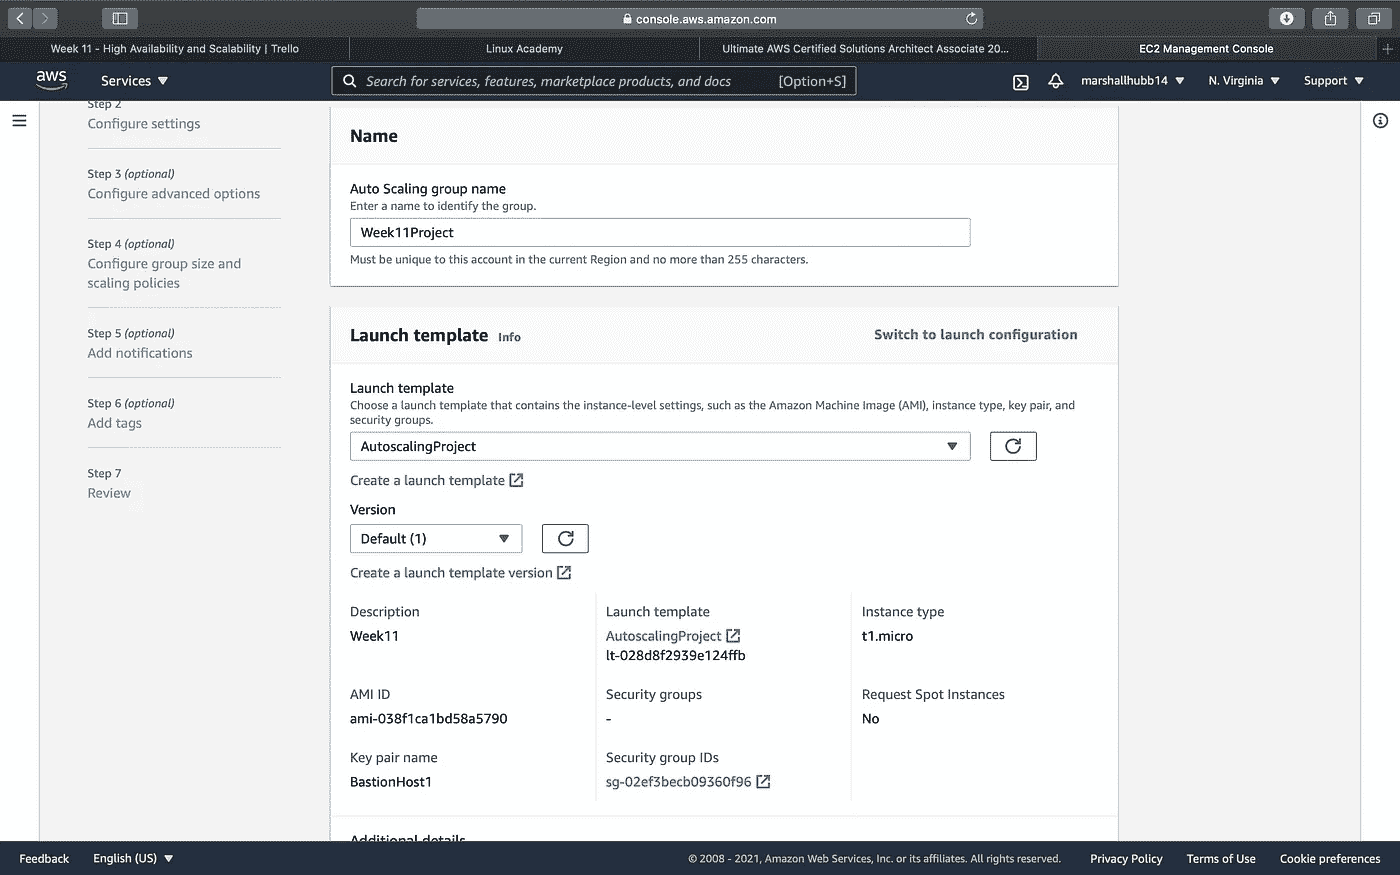 console.aws.amazon.com
Week 11 - High Availability and Scalability | Trello
Linux Academy
Ultimate AWS Certified Solutions Architect Associate 20...
EC2 Management Console
aws
Services
Search for services, features, marketplace products, and docs [Option+S]
marshallhubb14
N. Virginia
Support
Step 2
Configure settings
Step 3 (optional)
Configure advanced options
Step 4 (optional)
Configure group size and
scaling policies
Step 5 (optional)
Add notifications
Step 6 (optional)
Add tags
Step 7
Review
Name
Auto Scaling group name
Enter a name to identify the group.
Week11Project
Must be unique to this account in the current Region and no more than 255 characters.
Launch template Info
Switch to launch configuration
Launch template
Choose a launch template that contains the instance-level settings, such as the Amazon Machine Image (AMI), instance type, key pair, and
security groups.
AutoscalingProject
Create a launch template
Version
Default (1)
Create a launch template version
Description
Week11
Launch template
AutoscalingProject
lt-028d8f2939e124ffb
Instance type
t1.micro
AMI ID
ami-038f1ca1bd58a5790
Security groups
-
Request Spot Instances
No
Key pair name
BastionHost1
Security group IDs
sg-02ef3becb09360f96
Additional details
Feedback
English (US)
© 2008 - 2021, Amazon Web Services, Inc. or its affiliates. All rights reserved.
Privacy Policy
Terms of Use
Cookie preferences